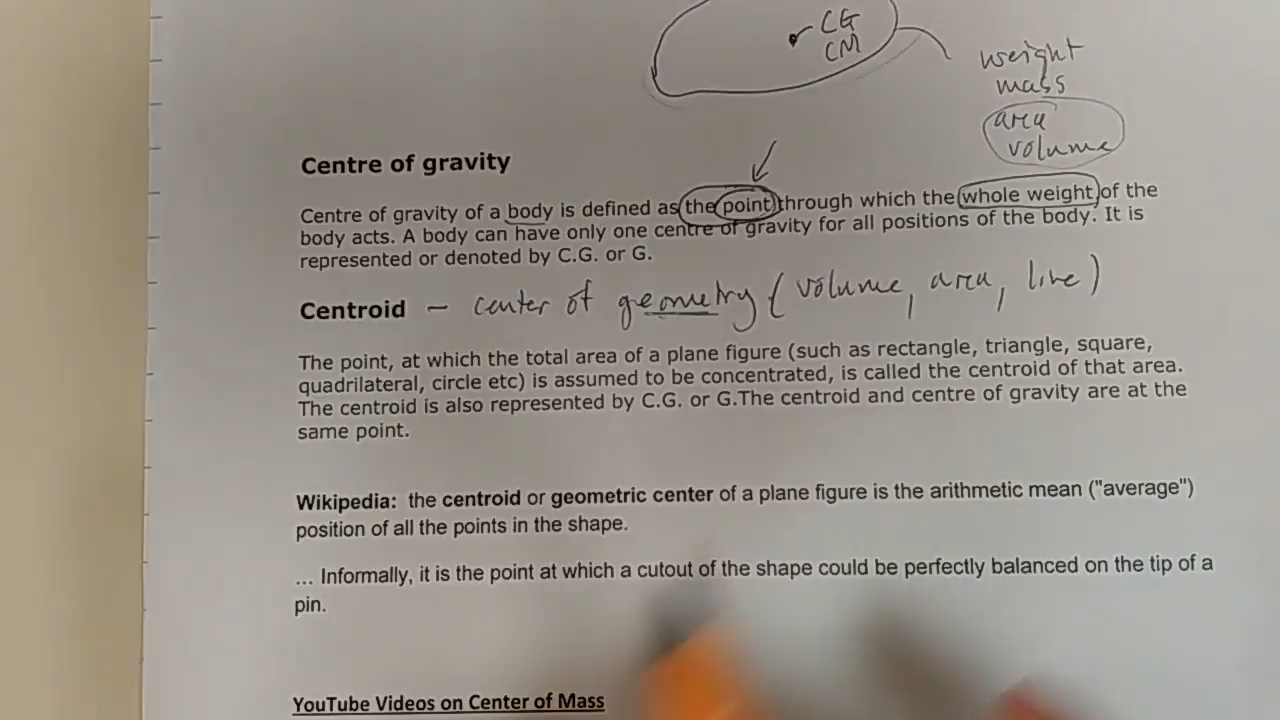 CG
CM
weight
mass
area
volume
Centre of gravity
Centre of gravity of a body is defined as the point through which the whole weight of the
body acts. A body can have only one centre of gravity for all positions of the body. It is
represented or denoted by C.G. or G.
Centroid – center of geometry (volume, area, line)
The point, at which the total area of a plane figure (such as rectangle, triangle, square,
quadrilateral, circle etc) is assumed to be concentrated, is called the centroid of that area.
The centroid is also represented by C.G. or G.The centroid and centre of gravity are at the
same point.
Wikipedia: the centroid or geometric center of a plane figure is the arithmetic mean ("average")
position of all the points in the shape.
... Informally, it is the point at which a cutout of the shape could be perfectly balanced on the tip of a
pin.
YouTube Videos on Center of Mass